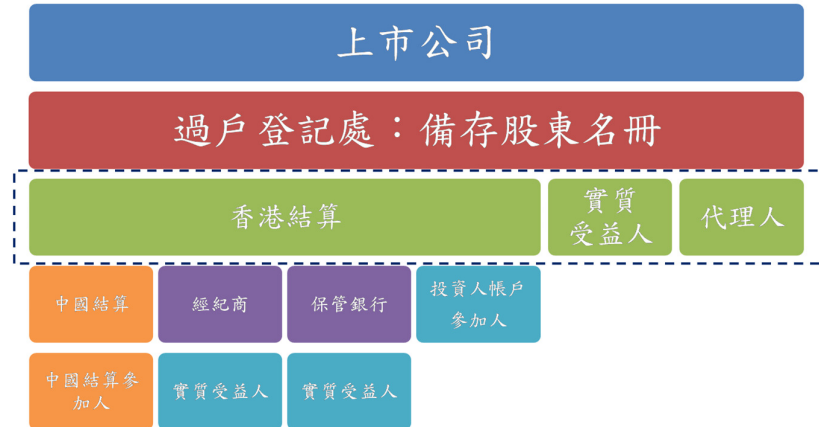 上市公司
過戶登記處：備存股東名冊
香港結算
實質
受益人
代理人
中國結算
經紀商
保管銀行
投資人帳戶
參加人
中國結算參
加人
實質受益人
實質受益人